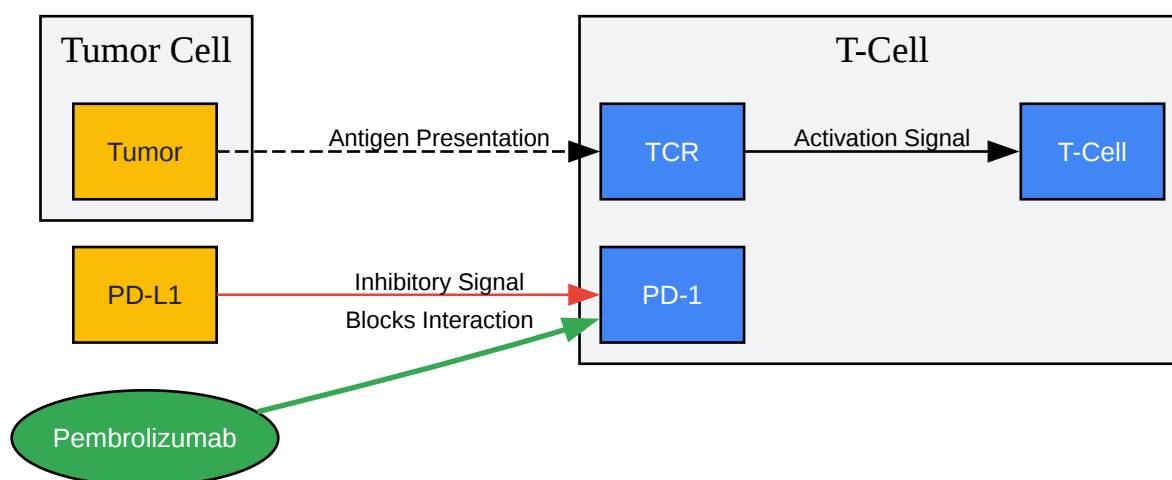 Tumor Cell
T-Cell
Tumor
Antigen Presentation
TCR
Activation Signal
T-Cell
PD-L1
Inhibitory Signal
PD-1
Blocks Interaction
Pembrolizumab